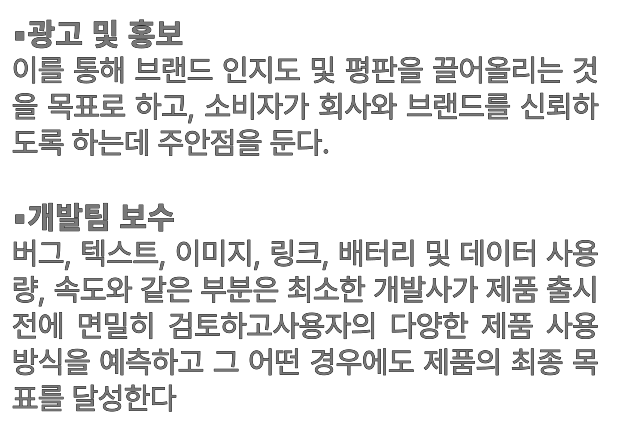 ▪광고 및 홍보
이를 통해 브랜드 인지도 및 평판을 끌어올리는 것
을 목표로 하고, 소비자가 회사와 브랜드를 신뢰하
도록 하는데 주안점을 둔다.
▪개발팀 보수
버그, 텍스트, 이미지, 링크, 배터리 및 데이터 사용
량, 속도와 같은 부분은 최소한 개발사가 제품 출시
전에 면밀히 검토하고사용자의 다양한 제품 사용
방식을 예측하고 그 어떤 경우에도 제품의 최종 목
표를 달성한다